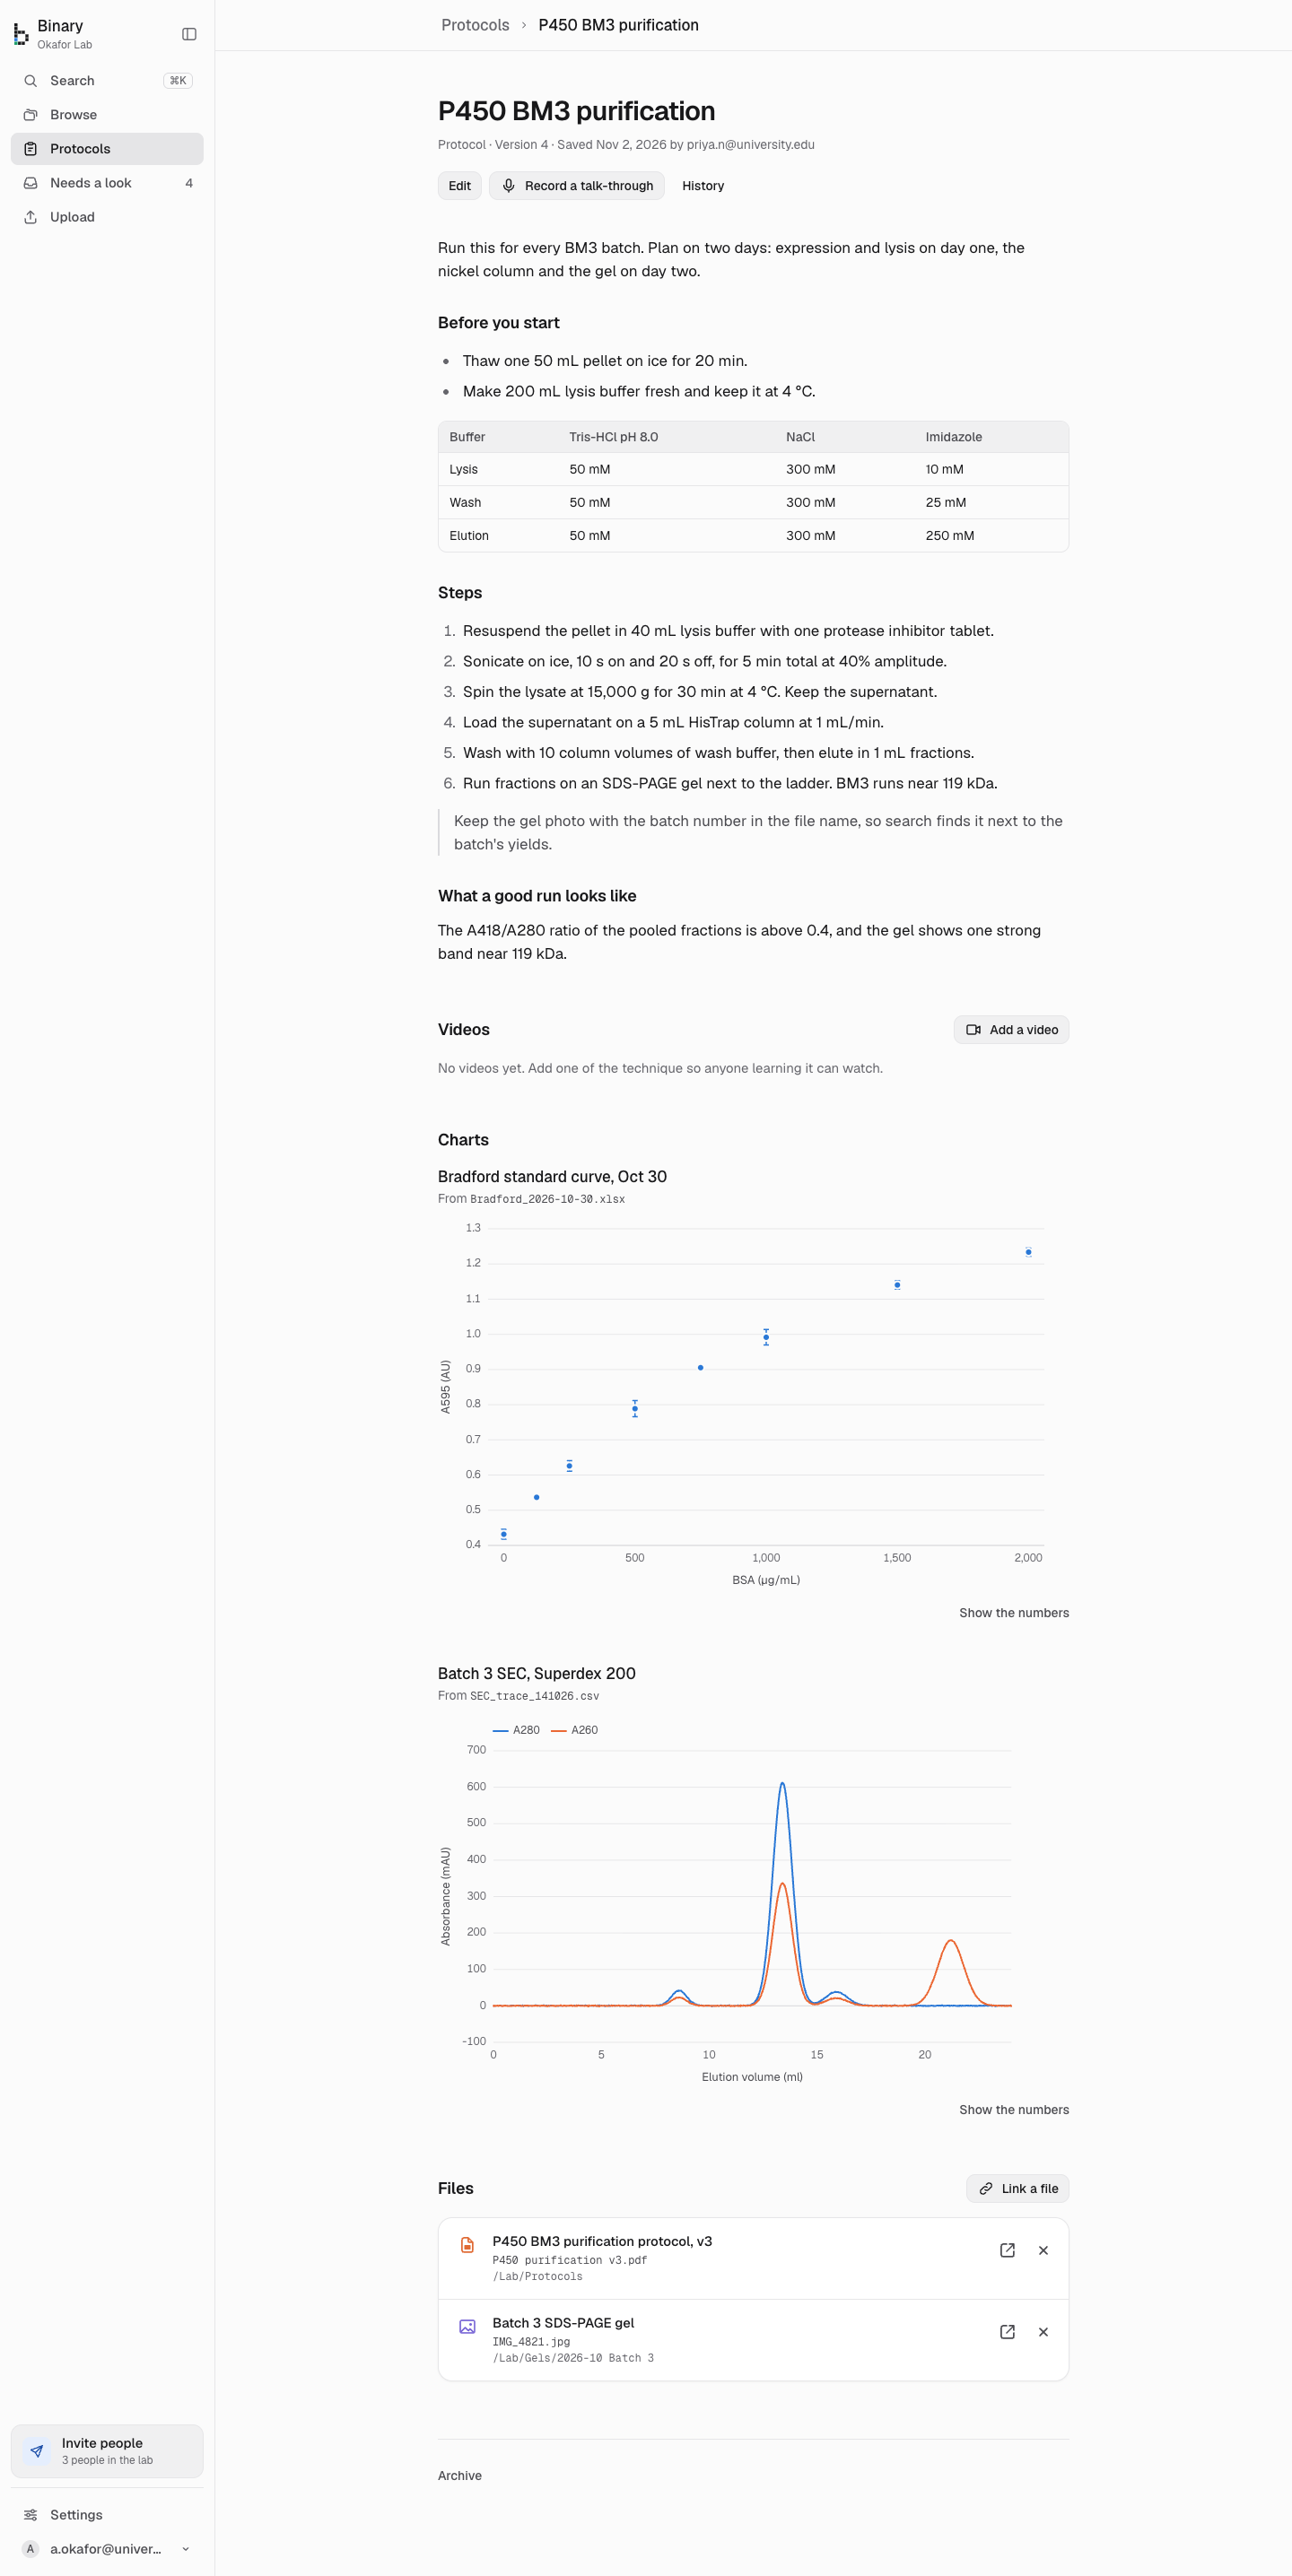 Binary
Okafor Lab
Search ⌘K
Browse
Protocols
Needs a look 4
Upload
Protocols › P450 BM3 purification
P450 BM3 purification
Protocol · Version 4 · Saved Nov 2, 2026 by priya.n@university.edu
Edit Record a talk-through History
Run this for every BM3 batch. Plan on two days: expression and lysis on day one, the
nickel column and the gel on day two.
Before you start
• Thaw one 50 mL pellet on ice for 20 min.
• Make 200 mL lysis buffer fresh and keep it at 4 °C.
Buffer Tris-HCl pH 8.0 NaCl Imidazole
Lysis 50 mM 300 mM 10 mM
Wash 50 mM 300 mM 25 mM
Elution 50 mM 300 mM 250 mM
Steps
1. Resuspend the pellet in 40 mL lysis buffer with one protease inhibitor tablet.
2. Sonicate on ice, 10 s on and 20 s off, for 5 min total at 40% amplitude.
3. Spin the lysate at 15,000 g for 30 min at 4 °C. Keep the supernatant.
4. Load the supernatant on a 5 mL HisTrap column at 1 mL/min.
5. Wash with 10 column volumes of wash buffer, then elute in 1 mL fractions.
6. Run fractions on an SDS-PAGE gel next to the ladder. BM3 runs near 119 kDa.
Keep the gel photo with the batch number in the file name, so search finds it next to the
batch's yields.
What a good run looks like
The A418/A280 ratio of the pooled fractions is above 0.4, and the gel shows one strong
band near 119 kDa.
Videos Add a video
No videos yet. Add one of the technique so anyone learning it can watch.
Charts
Bradford standard curve, Oct 30
From Bradford_2026-10-30.xlsx
1.3
1.2
1.1
1.0
0.9
0.8
0.7
0.6
0.5
0.4
A595 (AU)
0 500 1,000 1,500 2,000
BSA (µg/mL)
Show the numbers
Batch 3 SEC, Superdex 200
From SEC_trace_141026.csv
A280 A260
700
600
500
400
300
200
100
0
-100
Absorbance (mAU)
0 5 10 15 20
Elution volume (ml)
Show the numbers
Files Link a file
P450 BM3 purification protocol, v3
P450 purification v3.pdf
/Lab/Protocols
Batch 3 SDS-PAGE gel
IMG_4821.jpg
/Lab/Gels/2026-10 Batch 3
Archive
Invite people
3 people in the lab
Settings
A a.okafor@univer...